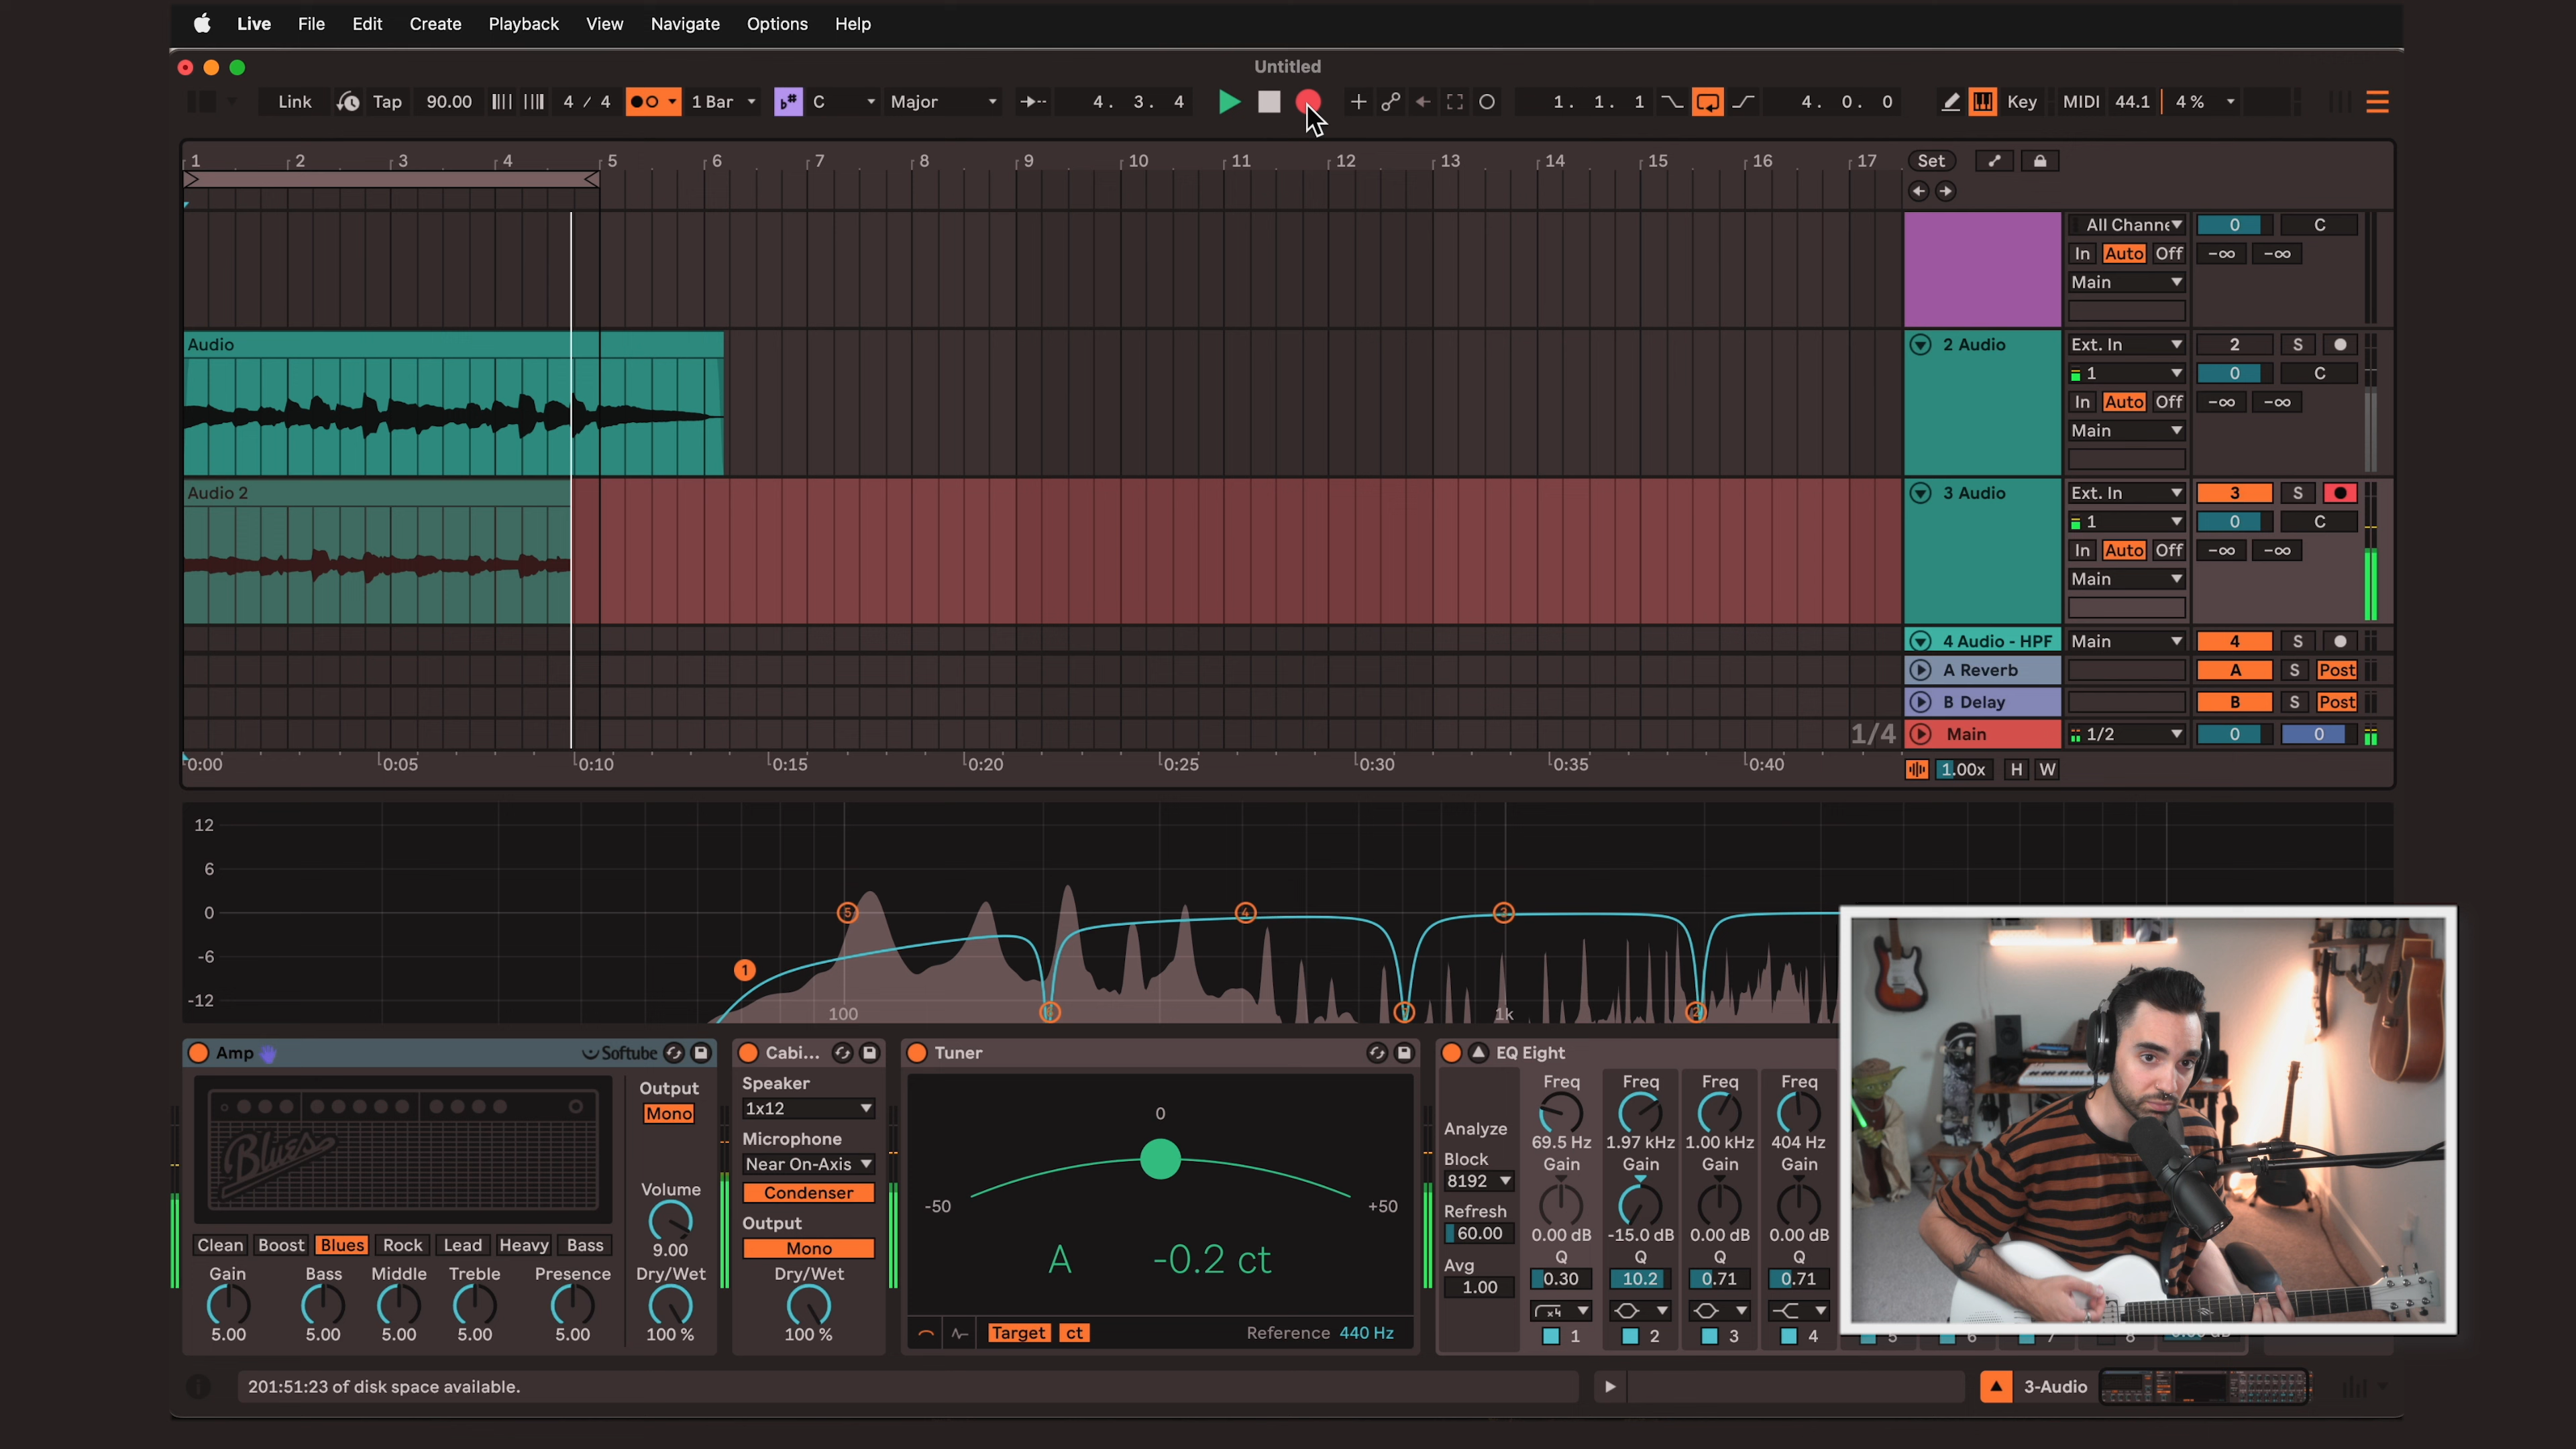 Live File Edit Create Playback View Navigate Options Help
Untitled
Link Tap 90.00 4 / 4 1 Bar C Major 4. 3. 4 1. 1. 1 4. 0. 0 Key MIDI 44.1 4 %
1 2 3 4 5 6 7 8 9 10 11 12 13 14 15 16 17 Set
All Channe 0 C
In Auto Off -∞ -∞
Main
Audio 2 Audio Ext. In 2 S
1 0 C
In Auto Off -∞ -∞
Main
Audio 2 3 Audio Ext. In 3 S
1 0 C
In Auto Off -∞ -∞
Main
4 Audio - HPF Main 4 S
A Reverb A S Post
B Delay B S Post
1/4 Main 1/2 0 0
0:00 0:05 0:10 0:15 0:20 0:25 0:30 0:35 0:40 1.00x H W
12
6
0
-6
-12
5 4 3
1
100 1k
Amp Softube Cabi... Tuner EQ Eight
Output
Mono
Blues
Volume
9.00
Clean Boost Blues Rock Lead Heavy Bass
Gain Bass Middle Treble Presence Dry/Wet
5.00 5.00 5.00 5.00 5.00 100 %
Speaker
1x12
Microphone
Near On-Axis
Condenser
Output
Mono
Dry/Wet
100 %
0
-50 +50
A -0.2 ct
Target ct Reference 440 Hz
Analyze
Block
8192
Refresh
60.00
Avg
1.00
Freq Freq Freq Freq
69.5 Hz 1.97 kHz 1.00 kHz 404 Hz
Gain Gain Gain Gain
0.00 dB -15.0 dB 0.00 dB 0.00 dB
Q Q Q Q
0.30 10.2 0.71 0.71
x4
1 2 3 4 5 6 7 8
201:51:23 of disk space available. 3-Audio